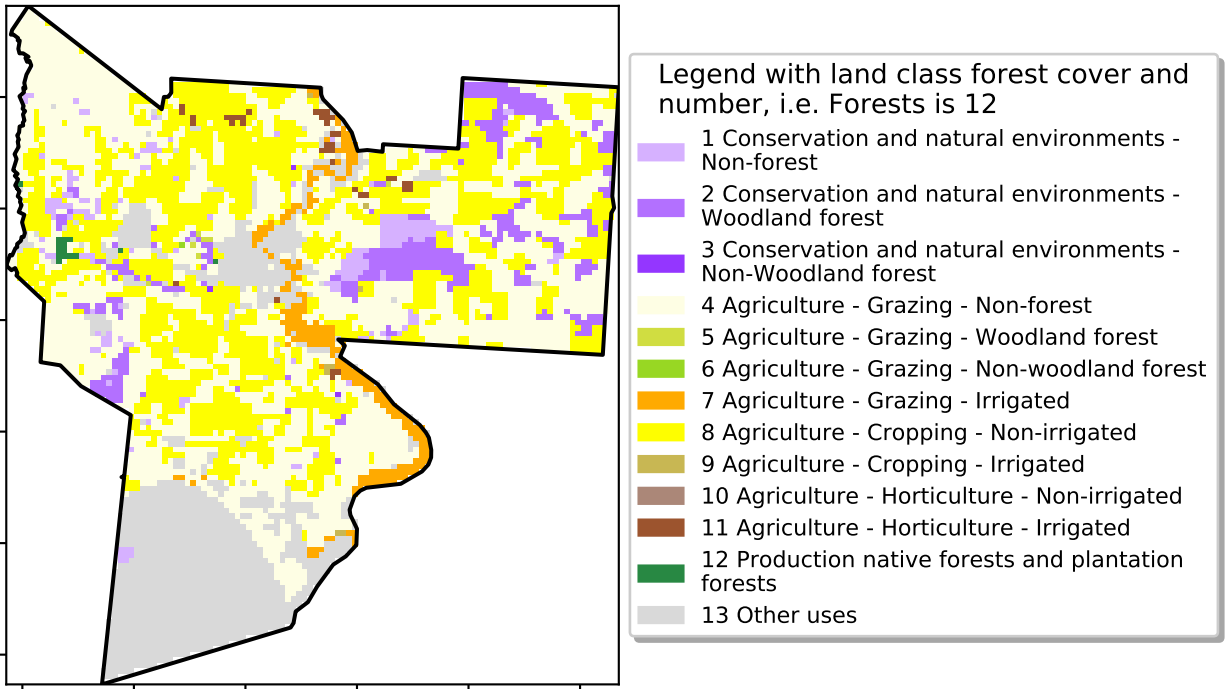 Legend with land class forest cover and
number, i.e. Forests is 12
1 Conservation and natural environments -
Non-forest
2 Conservation and natural environments -
Woodland forest
3 Conservation and natural environments -
Non-Woodland forest
4 Agriculture - Grazing - Non-forest
5 Agriculture - Grazing - Woodland forest
6 Agriculture - Grazing - Non-woodland forest
7 Agriculture - Grazing - Irrigated
8 Agriculture - Cropping - Non-irrigated
9 Agriculture - Cropping - Irrigated
10 Agriculture - Horticulture - Non-irrigated
11 Agriculture - Horticulture - Irrigated
12 Production native forests and plantation
forests
13 Other uses